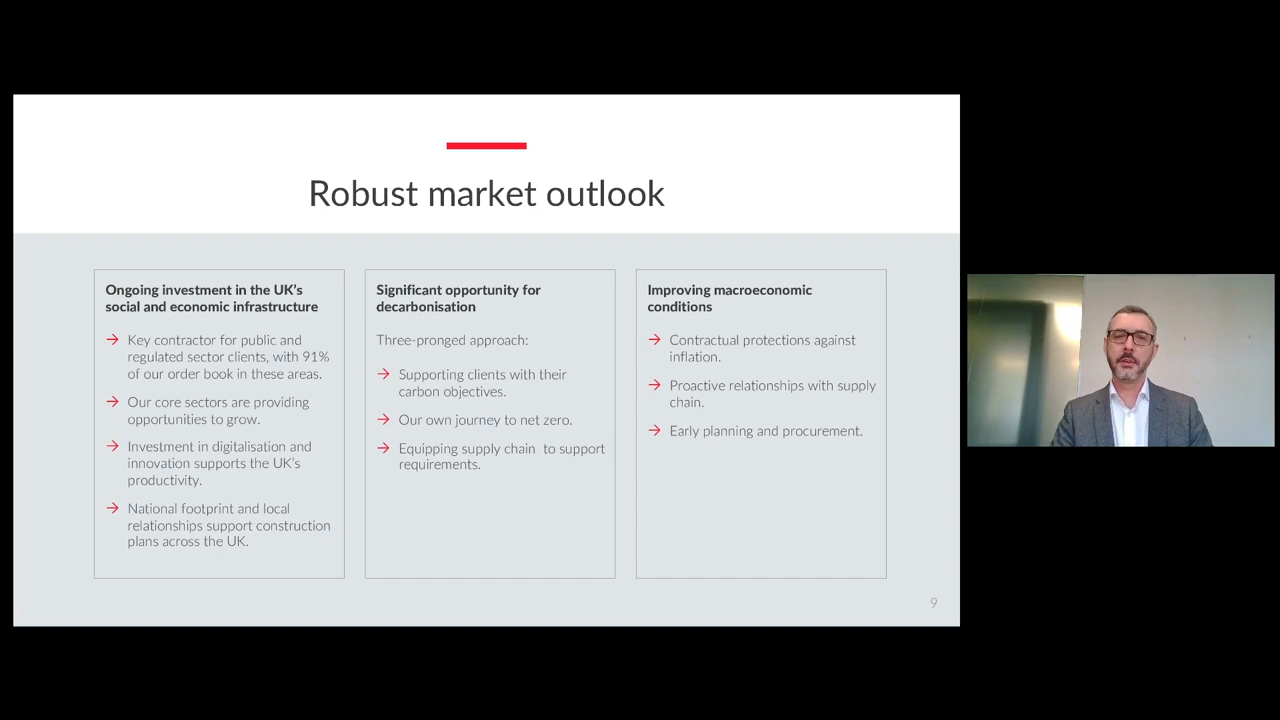 Robust market outlook
Ongoing investment in the UK's
social and economic infrastructure
→ Key contractor for public and
regulated sector clients, with 91%
of our order book in these areas.
→ Our core sectors are providing
opportunities to grow.
→ Investment in digitalisation and
innovation supports the UK's
productivity.
→ National footprint and local
relationships support construction
plans across the UK.
Significant opportunity for
decarbonisation
Three-pronged approach:
→ Supporting clients with their
carbon objectives.
→ Our own journey to net zero.
→ Equipping supply chain  to support
requirements.
Improving macroeconomic
conditions
→ Contractual protections against
inflation.
→ Proactive relationships with supply
chain.
→ Early planning and procurement.
9